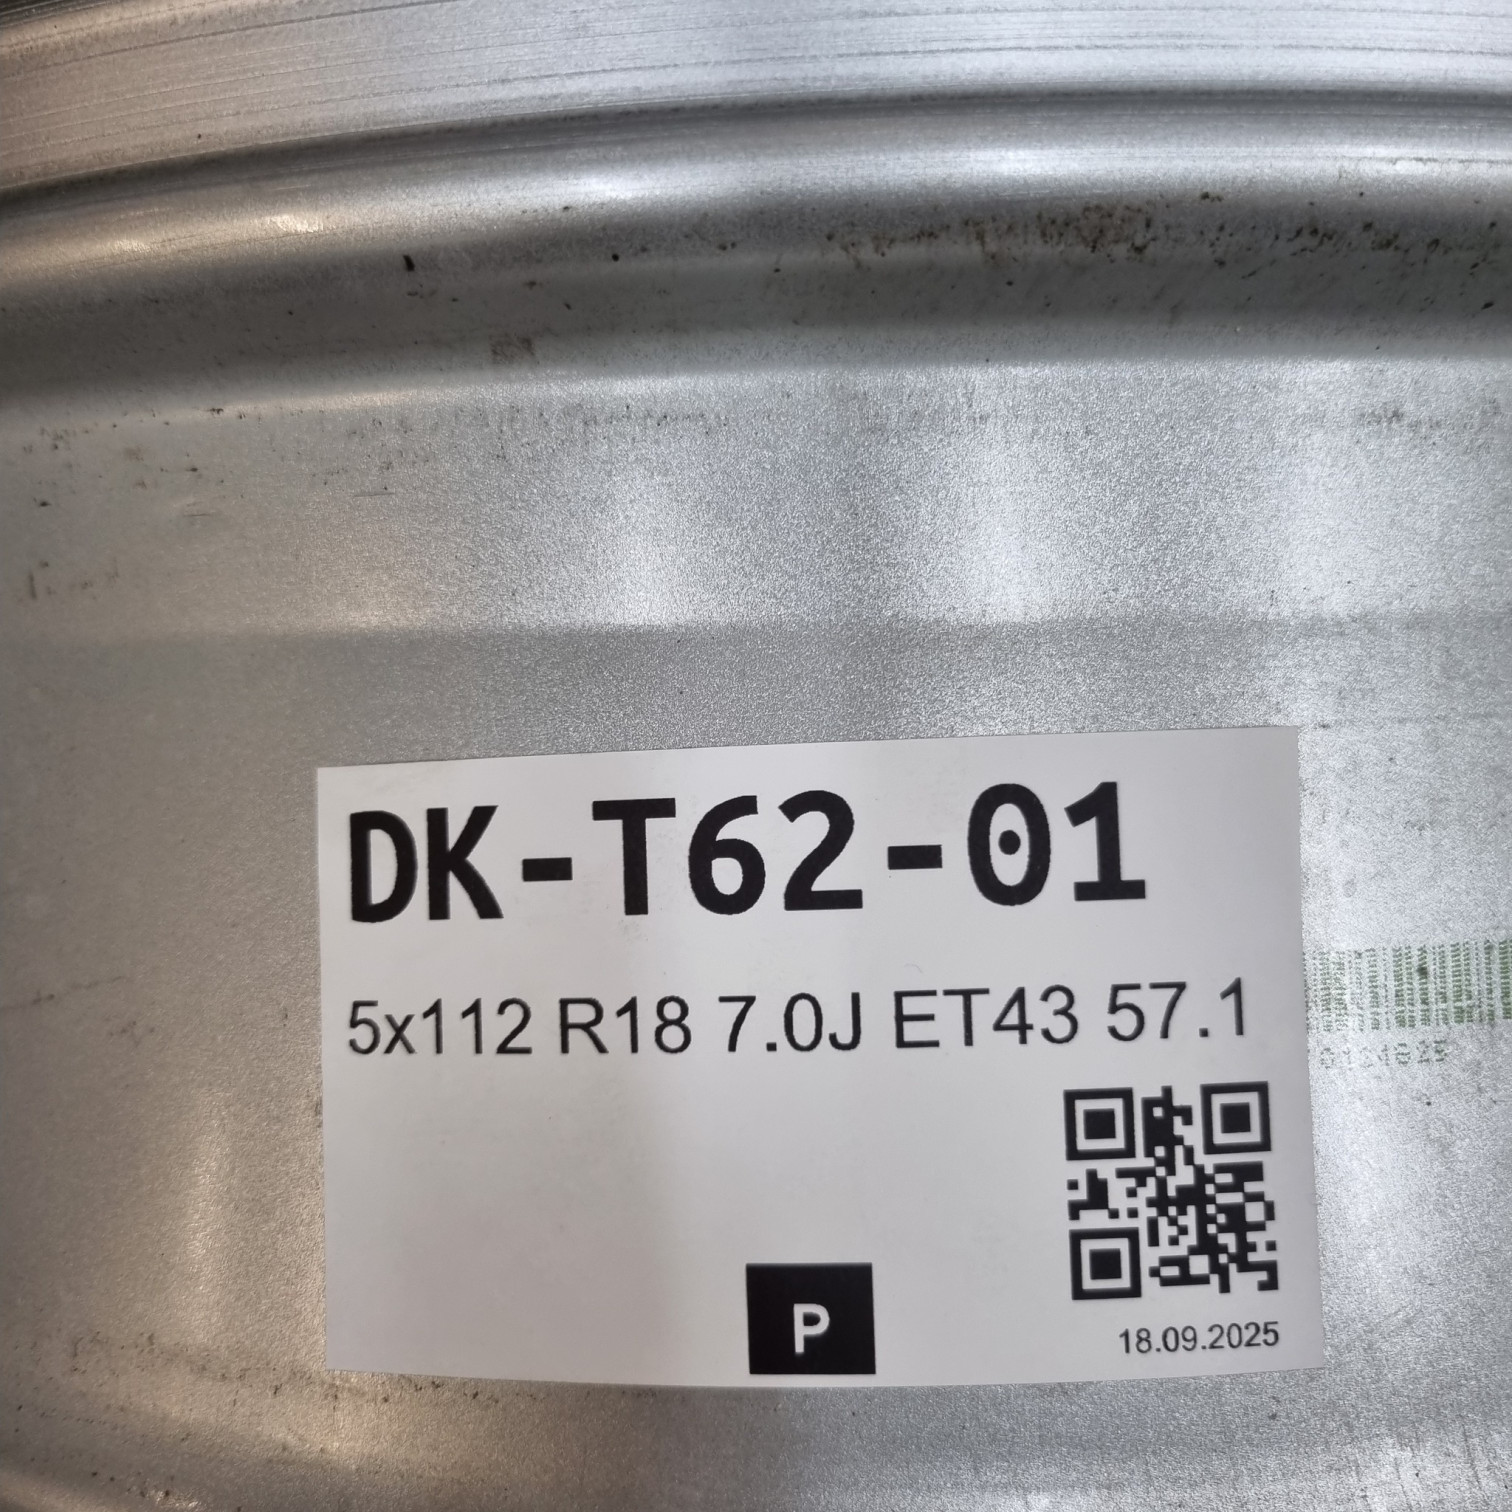 DK-T62-01
5x112 R18 7.0J ET43 57.1
P
18.09.2025